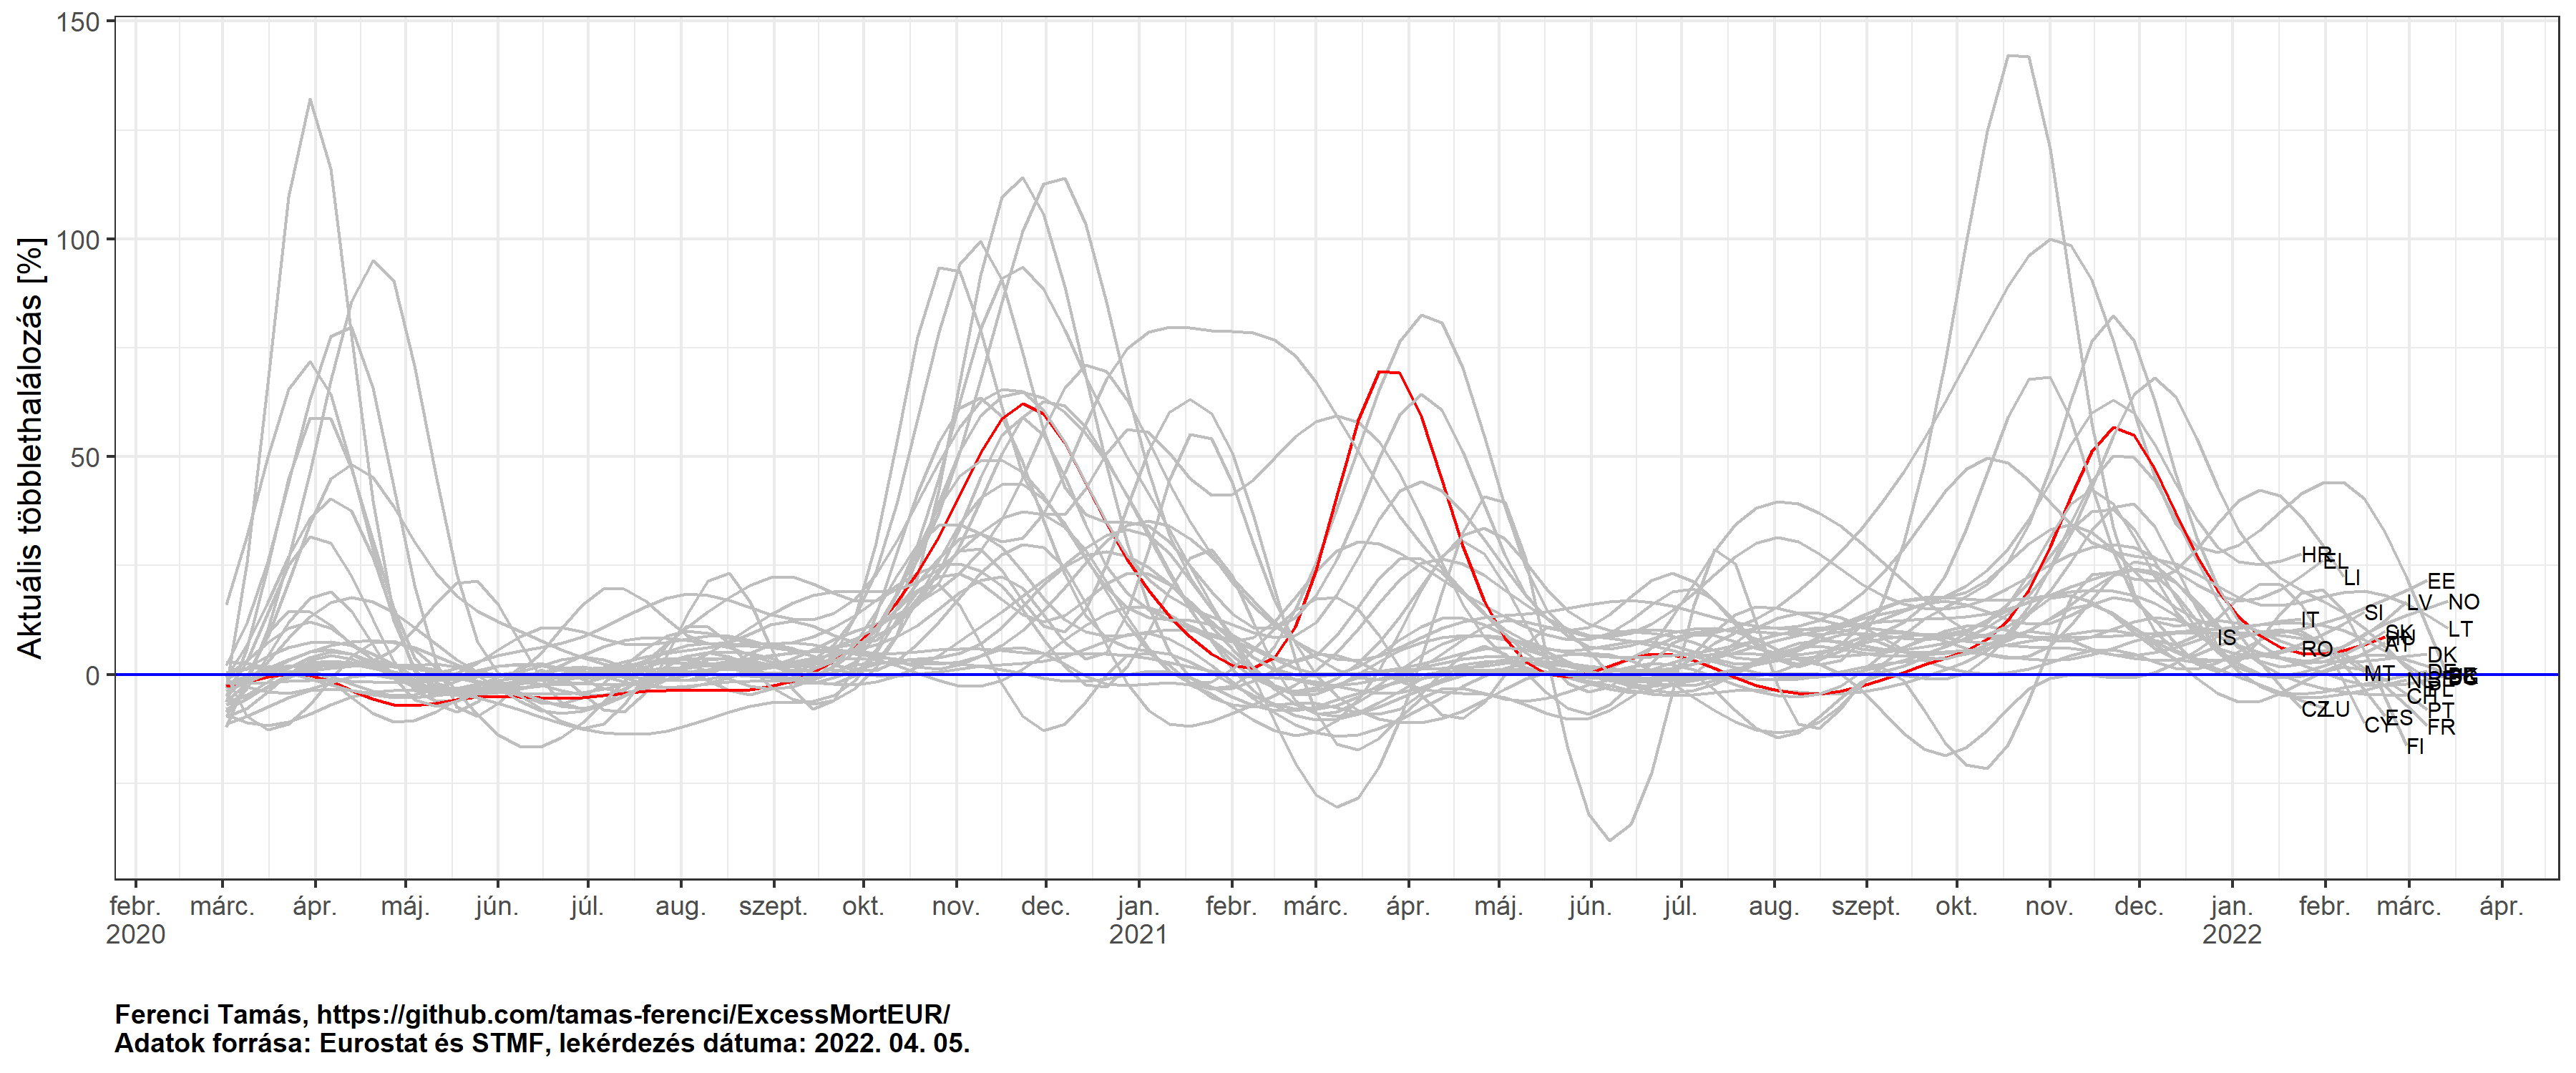 Aktuális többlethalálozás [%]
150
100
50
0
HR
EL
LI
EE
NO
LV
SI
IT
LT
IS
SK
HU
AT
RO
DK
MT
CH
PT
CZ
LU
ES
CY
FR
FI
febr. márc. ápr. máj. jún. júl. aug. szept. okt. nov. dec. jan. febr. márc. ápr. máj. jún. júl. aug. szept. okt. nov. dec. jan. febr. márc. ápr.
2020 2021 2022
Ferenci Tamás, https://github.com/tamas-ferenci/ExcessMortEUR/
Adatok forrása: Eurostat és STMF, lekérdezés dátuma: 2022. 04. 05.